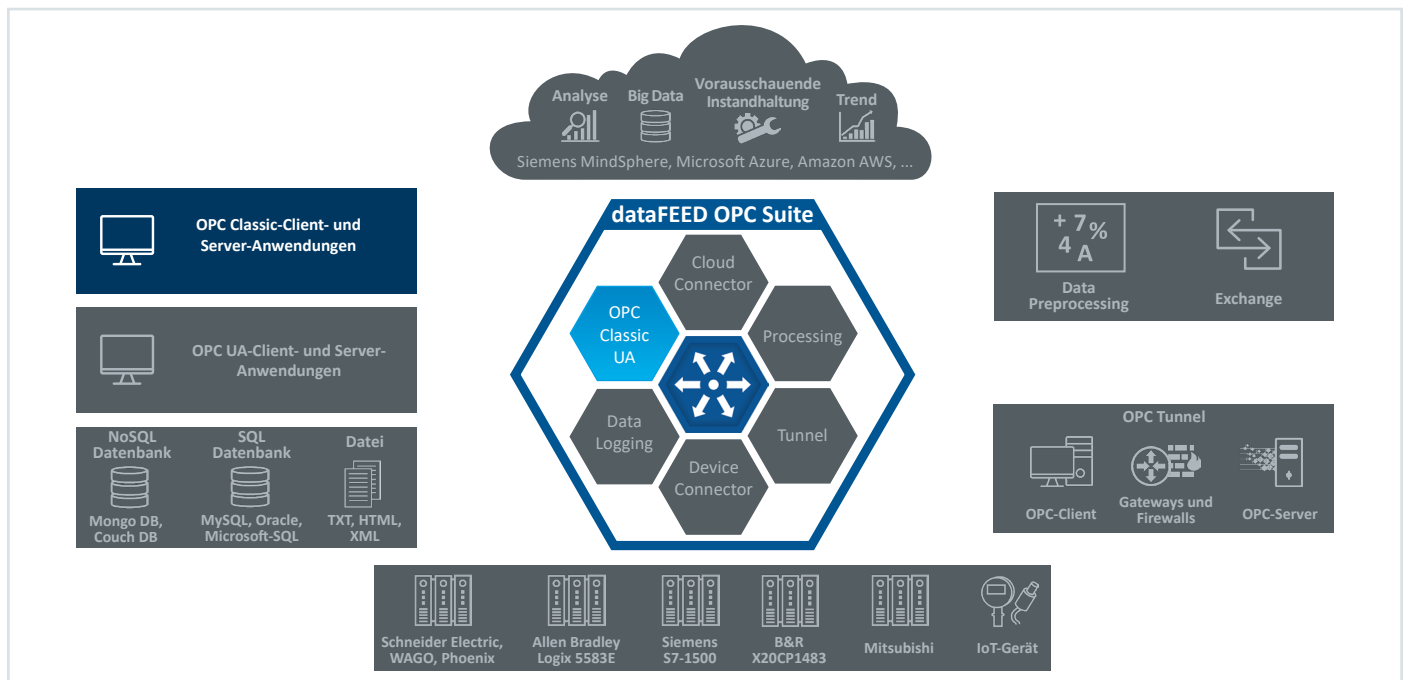 Analyse
Big Data
Vorausschauende
Instandhaltung
Trend
Siemens MindSphere, Microsoft Azure, Amazon AWS, ...
OPC Classic-Client- und
Server-Anwendungen
OPC UA-Client- und Server-
Anwendungen
NoSQL
Datenbank
Mongo DB,
Couch DB
SQL
Datenbank
MySQL, Oracle,
Microsoft-SQL
Datei
TXT, HTML,
XML
dataFEED OPC Suite
Cloud
Connector
OPC
Classic
UA
Processing
Data
Logging
Tunnel
Device
Connector
+ 7%
4 A
Data
Preprocessing
Exchange
OPC Tunnel
OPC-Client
Gateways und
Firewalls
OPC-Server
Schneider Electric,
WAGO, Phoenix
Allen Bradley
Logix 5583E
Siemens
S7-1500
B&R
X20CP1483
Mitsubishi
IoT-Gerät